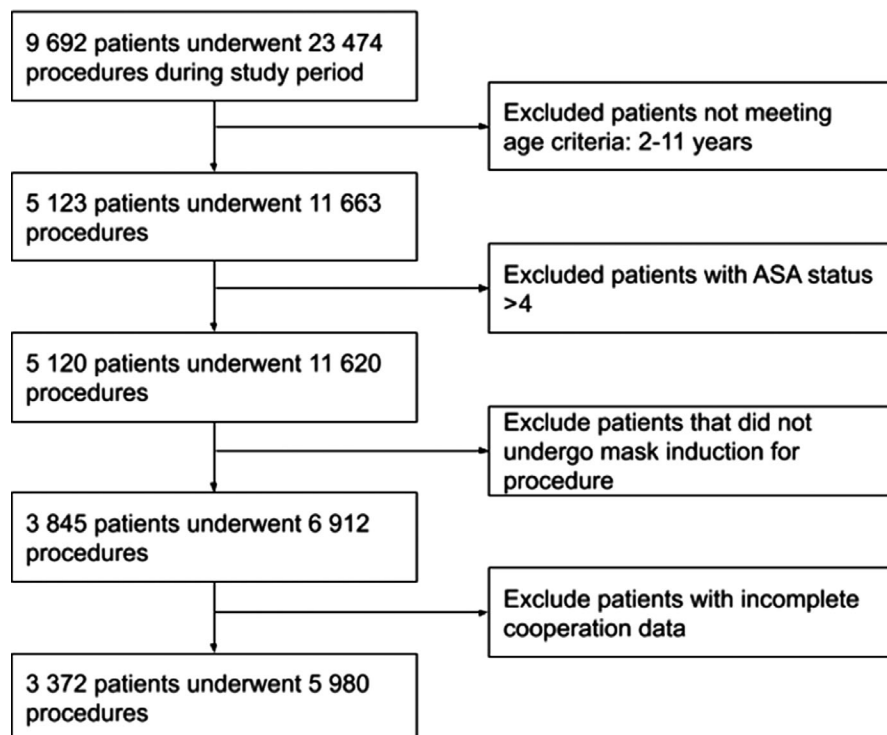 9 692 patients underwent 23 474
procedures during study period
Excluded patients not meeting
age criteria: 2-11 years
5 123 patients underwent 11 663
procedures
Excluded patients with ASA status
>4
5 120 patients underwent 11 620
procedures
Exclude patients that did not
undergo mask induction for
procedure
3 845 patients underwent 6 912
procedures
Exclude patients with incomplete
cooperation data
3 372 patients underwent 5 980
procedures